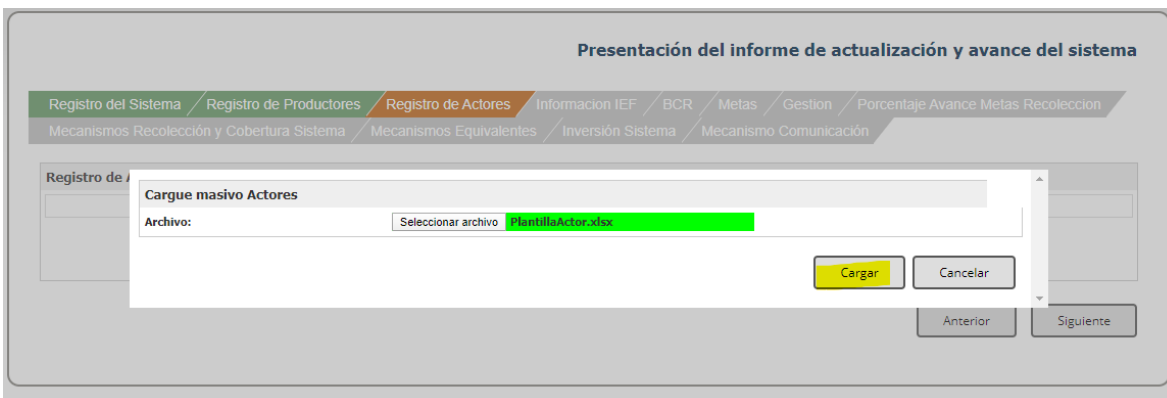 Presentación del informe de actualización y avance del sistema
Registro del Sistema Registro de Productores Registro de Actores Informacion IEF BCR Metas Gestion Porcentaje Avance Metas Recoleccion
Mecanismos Recolección y Cobertura Sistema Mecanismos Equivalentes Inversión Sistema Mecanismo Comunicación
Registro de
Cargue masivo Actores
Archivo: Seleccionar archivo PlantillaActor.xlsx
Cargar Cancelar
Anterior Siguiente